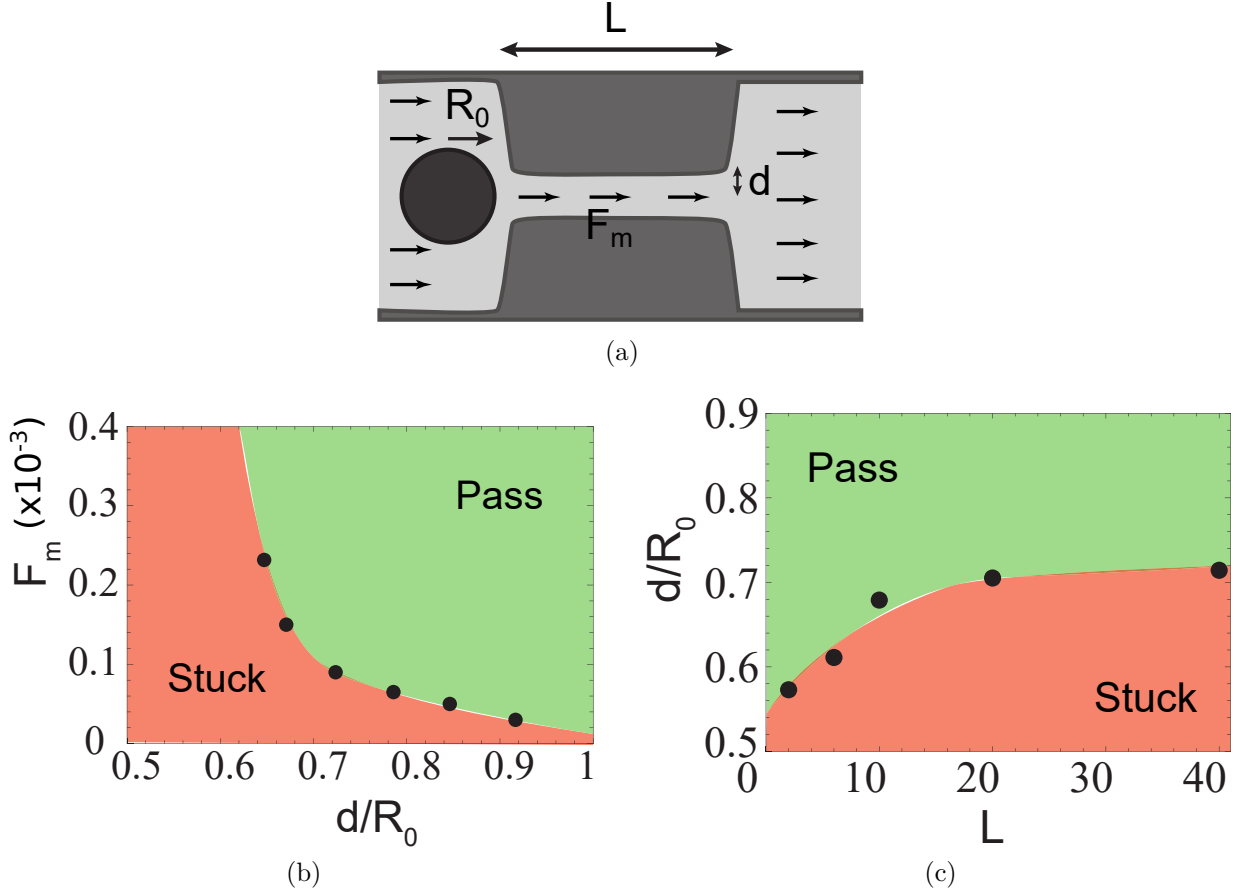 L
R₀
d
Fₘ
(a)
Fₘ (x10⁻³)
0.4
0.3
0.2
0.1
0
Pass
Stuck
0.5 0.6 0.7 0.8 0.9 1
d/R₀
(b)
d/R₀
0.9
0.8
0.7
0.6
0.5
Pass
Stuck
0 10 20 30 40
L
(c)